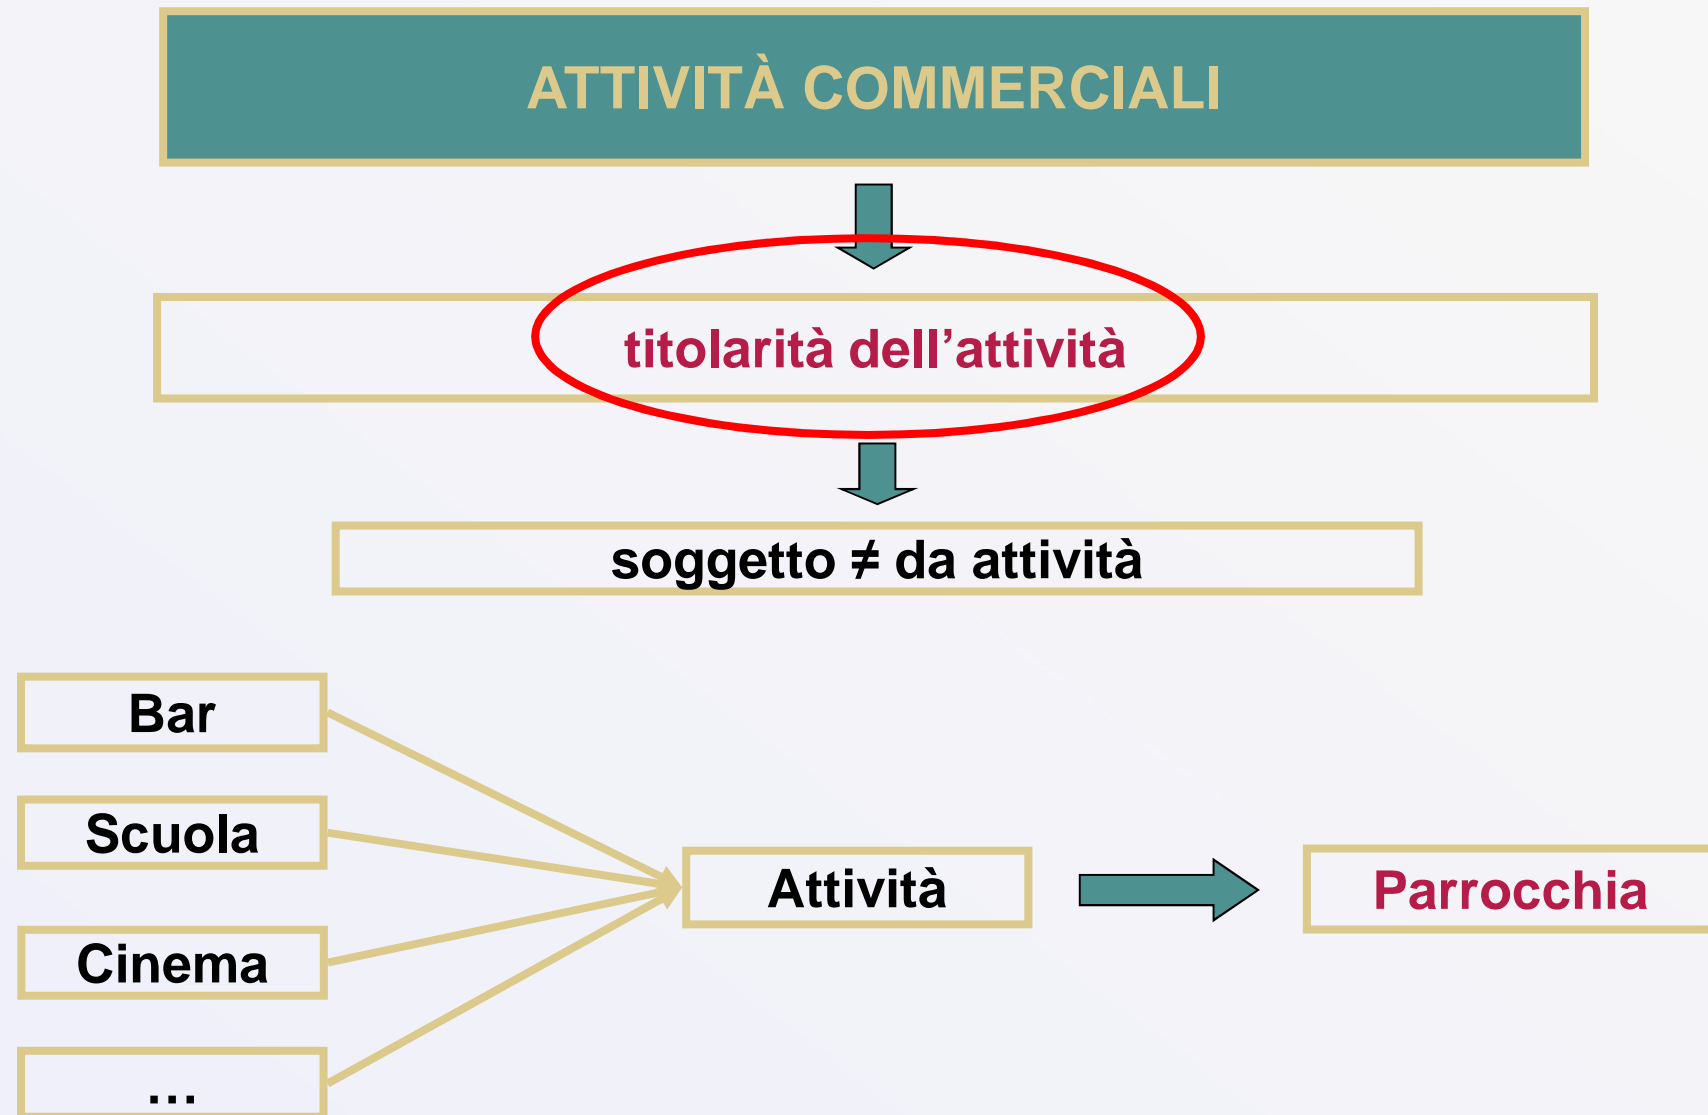 ATTIVITÀ COMMERCIALI
titolarità dell’attività
soggetto ≠ da attività
Bar
Scuola
Cinema
…
Attività
Parrocchia